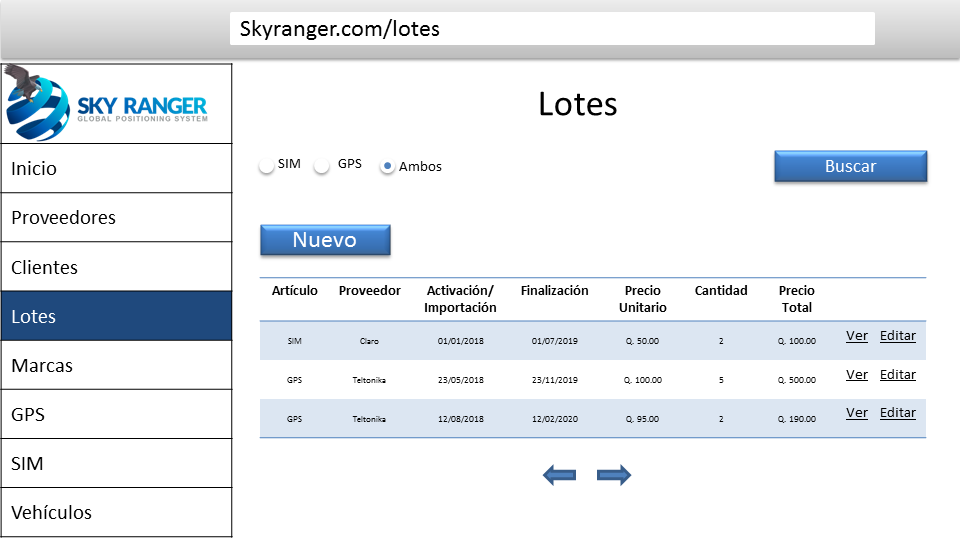 Skyranger.com/lotes
SKY RANGER
GLOBAL POSITIONING SYSTEM
Inicio
Proveedores
Clientes
Lotes
Marcas
GPS
SIM
Vehículos
Lotes
SIM GPS Ambos
Buscar
Nuevo
Artículo Proveedor Activación/ Finalización Precio Cantidad Precio
Importación Unitario Total
SIM Claro 01/01/2018 01/07/2019 Q. 50.00 2 Q. 100.00 Ver Editar
GPS Teltonika 23/05/2018 23/11/2019 Q. 100.00 5 Q. 500.00 Ver Editar
GPS Teltonika 12/08/2018 12/02/2020 Q. 95.00 2 Q. 190.00 Ver Editar